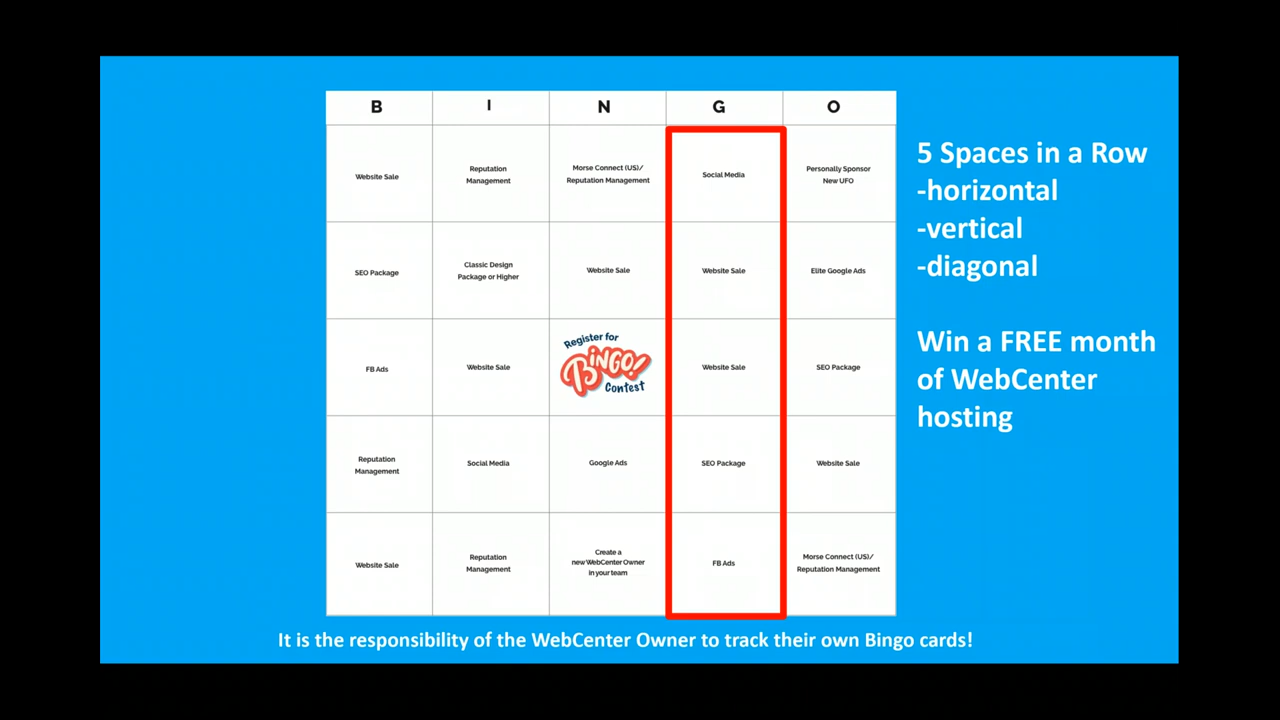 B I N G O
Website Sale
Reputation
Management
Morse Connect (US)/
Reputation Management
Social Media
Personally Sponsor
New UFO
SEO Package
Classic Design
Package or Higher
Website Sale
Website Sale
Elite Google Ads
FB Ads
Website Sale
Register for
BINGO!
Contest
Website Sale
SEO Package
Reputation
Management
Social Media
Google Ads
SEO Package
Website Sale
Website Sale
Reputation
Management
Create a
new WebCenter Owner
in your team
FB Ads
Morse Connect (US)/
Reputation Management
5 Spaces in a Row
-horizontal
-vertical
-diagonal
Win a FREE month
of WebCenter
hosting
It is the responsibility of the WebCenter Owner to track their own Bingo cards!